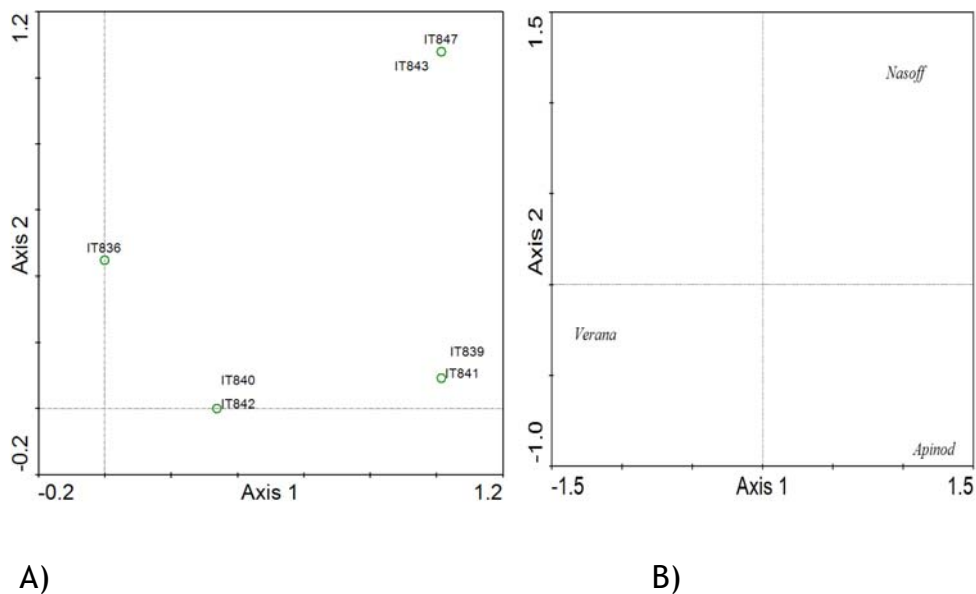 1.2
IT847
IT843
Axis 2
IT836
IT839
IT841
IT840
IT842
-0.2
-0.2
Axis 1
1.2
1.5
Nasoff
Axis 2
Verana
-1.0
Apinod
-1.5
Axis 1
1.5
A)
B)